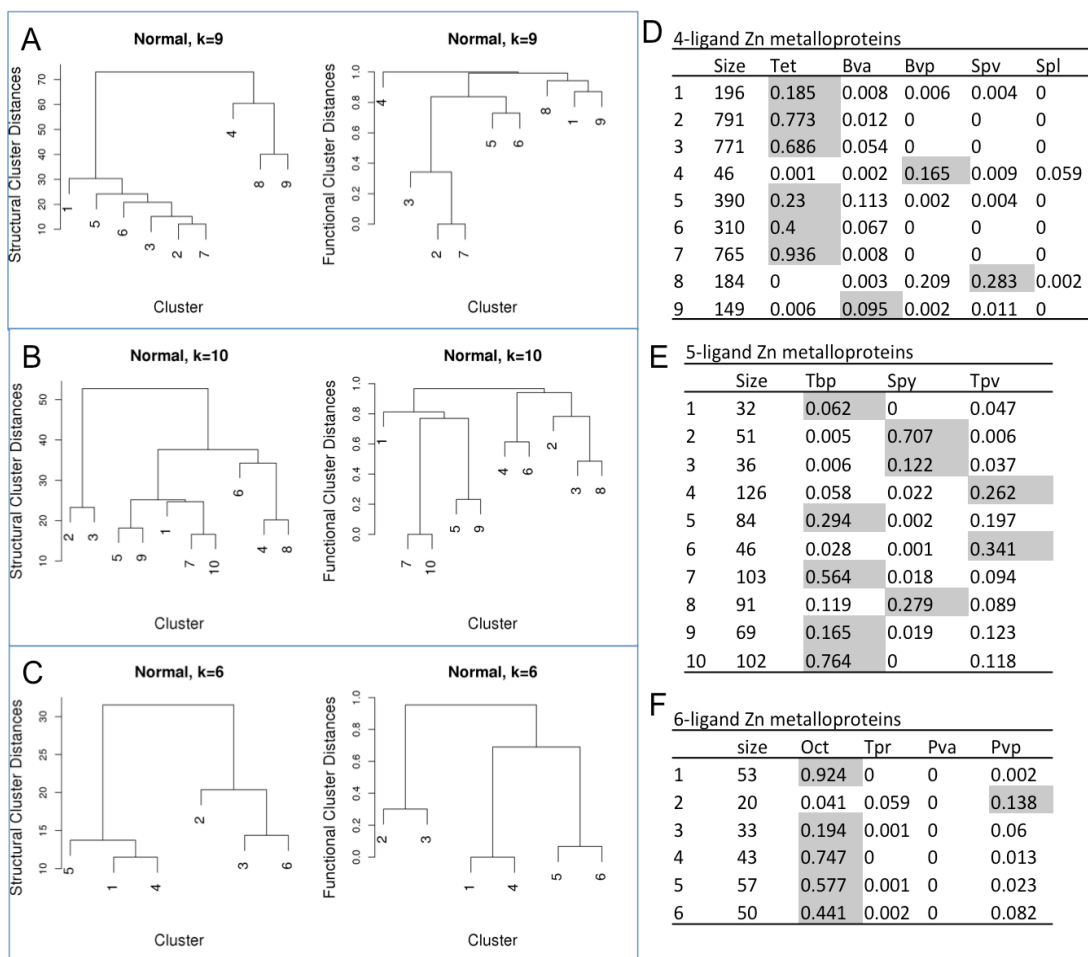 A
Normal, k=9
Structural Cluster Distances
70
60
50
40
30
20
10
1
5
6
3
2
7
4
8
9
Cluster
Normal, k=9
Functional Cluster Distances
1.0
0.8
0.6
0.4
0.2
0.0
4
3
2
7
5
6
8
1
9
Cluster
B
Normal, k=10
Structural Cluster Distances
50
40
30
20
10
2
3
5
9
1
7
10
6
4
8
Cluster
Normal, k=10
Functional Cluster Distances
1.0
0.8
0.6
0.4
0.2
0.0
1
7
10
5
9
4
6
2
3
8
Cluster
C
Normal, k=6
Structural Cluster Distances
30
25
20
15
10
5
1
4
2
3
6
Cluster
Normal, k=6
Functional Cluster Distances
1.0
0.8
0.6
0.4
0.2
0.0
2
3
1
4
5
6
Cluster
D 4-ligand Zn metalloproteins
Size Tet Bva Bvp Spv Spl
1 196 0.185 0.008 0.006 0.004 0
2 791 0.773 0.012 0 0 0
3 771 0.686 0.054 0 0 0
4 46 0.001 0.002 0.165 0.009 0.059
5 390 0.23 0.113 0.002 0.004 0
6 310 0.4 0.067 0 0 0
7 765 0.936 0.008 0 0 0
8 184 0 0.003 0.209 0.283 0.002
9 149 0.006 0.095 0.002 0.011 0
E 5-ligand Zn metalloproteins
Size Tbp Spy Tpv
1 32 0.062 0 0.047
2 51 0.005 0.707 0.006
3 36 0.006 0.122 0.037
4 126 0.058 0.022 0.262
5 84 0.294 0.002 0.197
6 46 0.028 0.001 0.341
7 103 0.564 0.018 0.094
8 91 0.119 0.279 0.089
9 69 0.165 0.019 0.123
10 102 0.764 0 0.118
F 6-ligand Zn metalloproteins
size Oct Tpr Pva Pvp
1 53 0.924 0 0 0.002
2 20 0.041 0.059 0 0.138
3 33 0.194 0.001 0 0.06
4 43 0.747 0 0 0.013
5 57 0.577 0.001 0 0.023
6 50 0.441 0.002 0 0.082